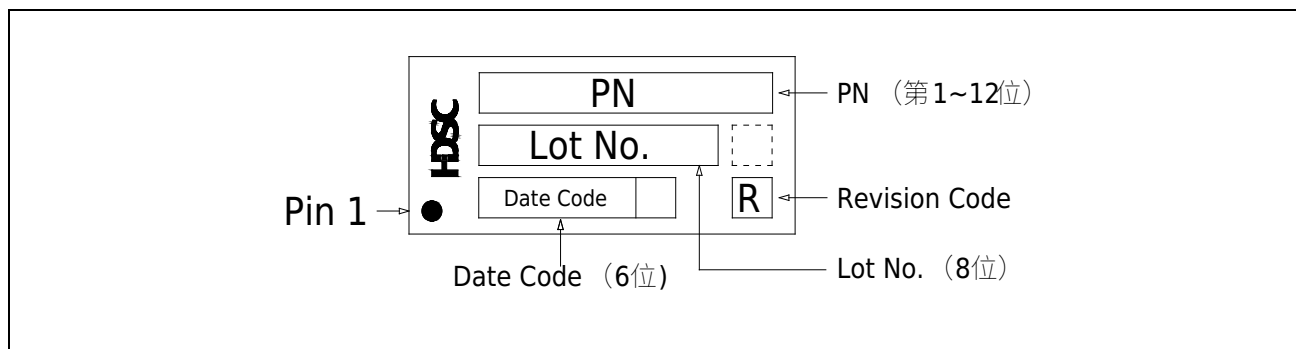 HDSC
PN
PN （第1~12位）
Lot No.
Date Code
R
Revision Code
Pin 1
Date Code （6位)
Lot No. （8位）